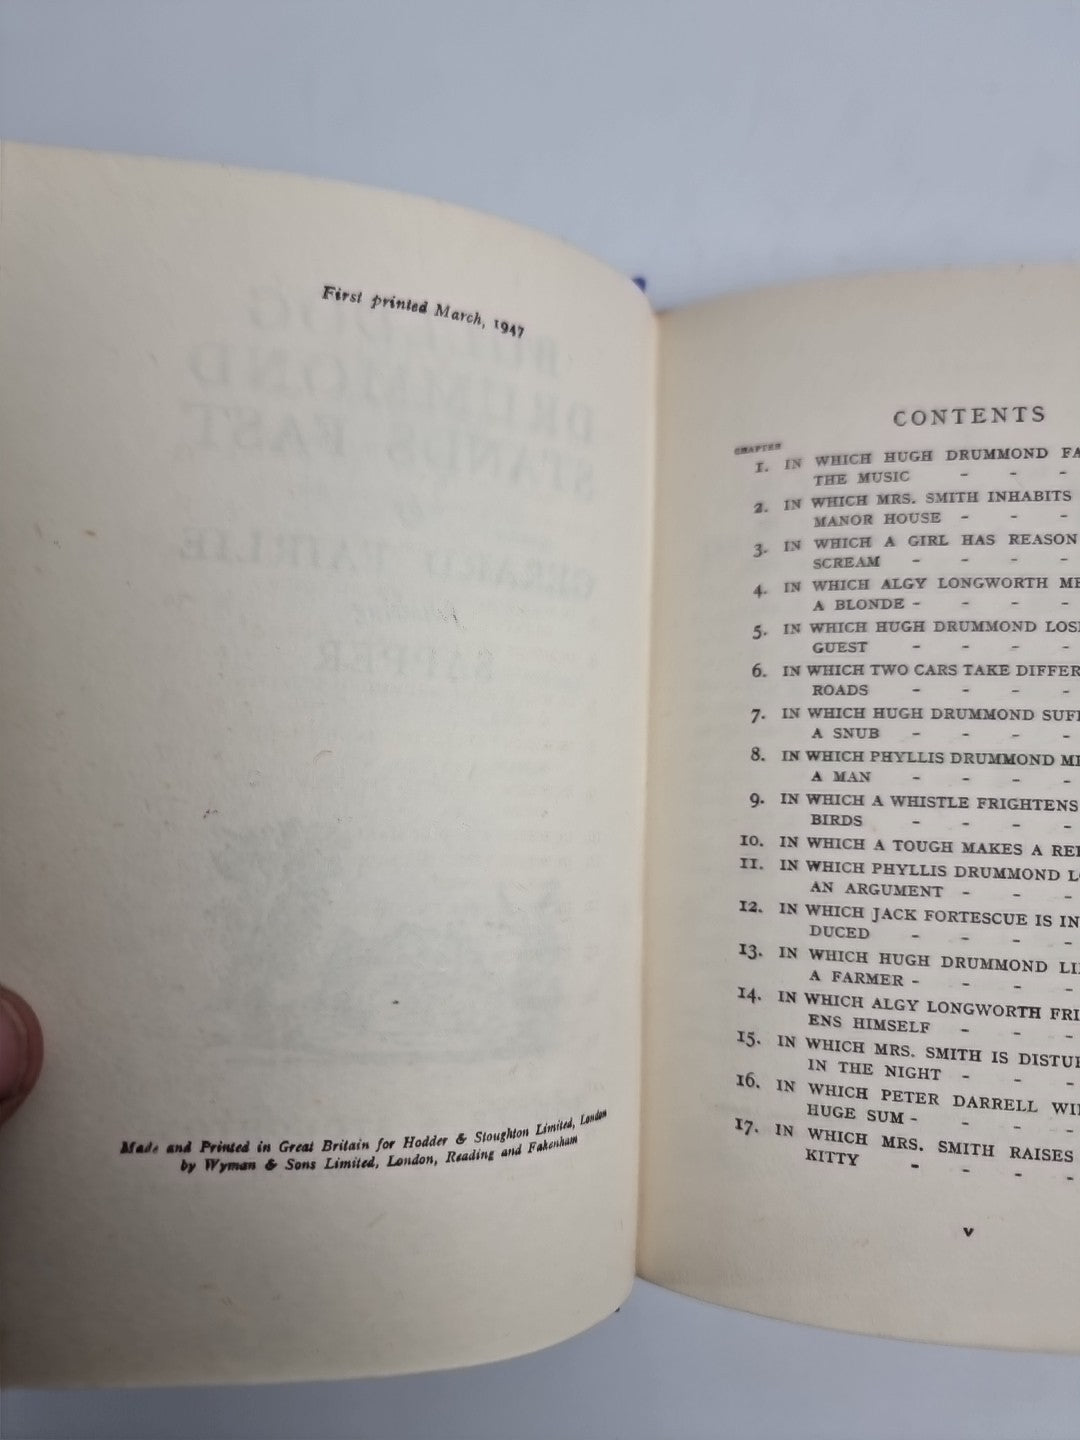 First printed March, 1947
Made and Printed in Great Britain for Hodder & Stoughton Limited, London
by Wyman & Sons Limited, London, Reading and Fakenham
CONTENTS
CHAPTER
1. IN WHICH HUGH DRUMMOND FA
THE MUSIC - - -
2. IN WHICH MRS. SMITH INHABITS
MANOR HOUSE - - -
3. IN WHICH A GIRL HAS REASON
SCREAM - - - -
4. IN WHICH ALGY LONGWORTH ME
A BLONDE - - - -
5. IN WHICH HUGH DRUMMOND LOS
GUEST - - - -
6. IN WHICH TWO CARS TAKE DIFFER
ROADS - - - -
7. IN WHICH HUGH DRUMMOND SUFF
A SNUB - - - -
8. IN WHICH PHYLLIS DRUMMOND M
A MAN - - - -
9. IN WHICH A WHISTLE FRIGHTENS
BIRDS - - - -
10. IN WHICH A TOUGH MAKES A RE
11. IN WHICH PHYLLIS DRUMMOND L
AN ARGUMENT - - -
12. IN WHICH JACK FORTESCUE IS IN
DUCED - - - -
13. IN WHICH HUGH DRUMMOND LI
A FARMER - - - -
14. IN WHICH ALGY LONGWORTH FRI
ENS HIMSELF - - -
15. IN WHICH MRS. SMITH IS DISTU
IN THE NIGHT - - -
16. IN WHICH PETER DARRELL WI
HUGE SUM - - - -
17. IN WHICH MRS. SMITH RAISES
KITTY - - - -
v